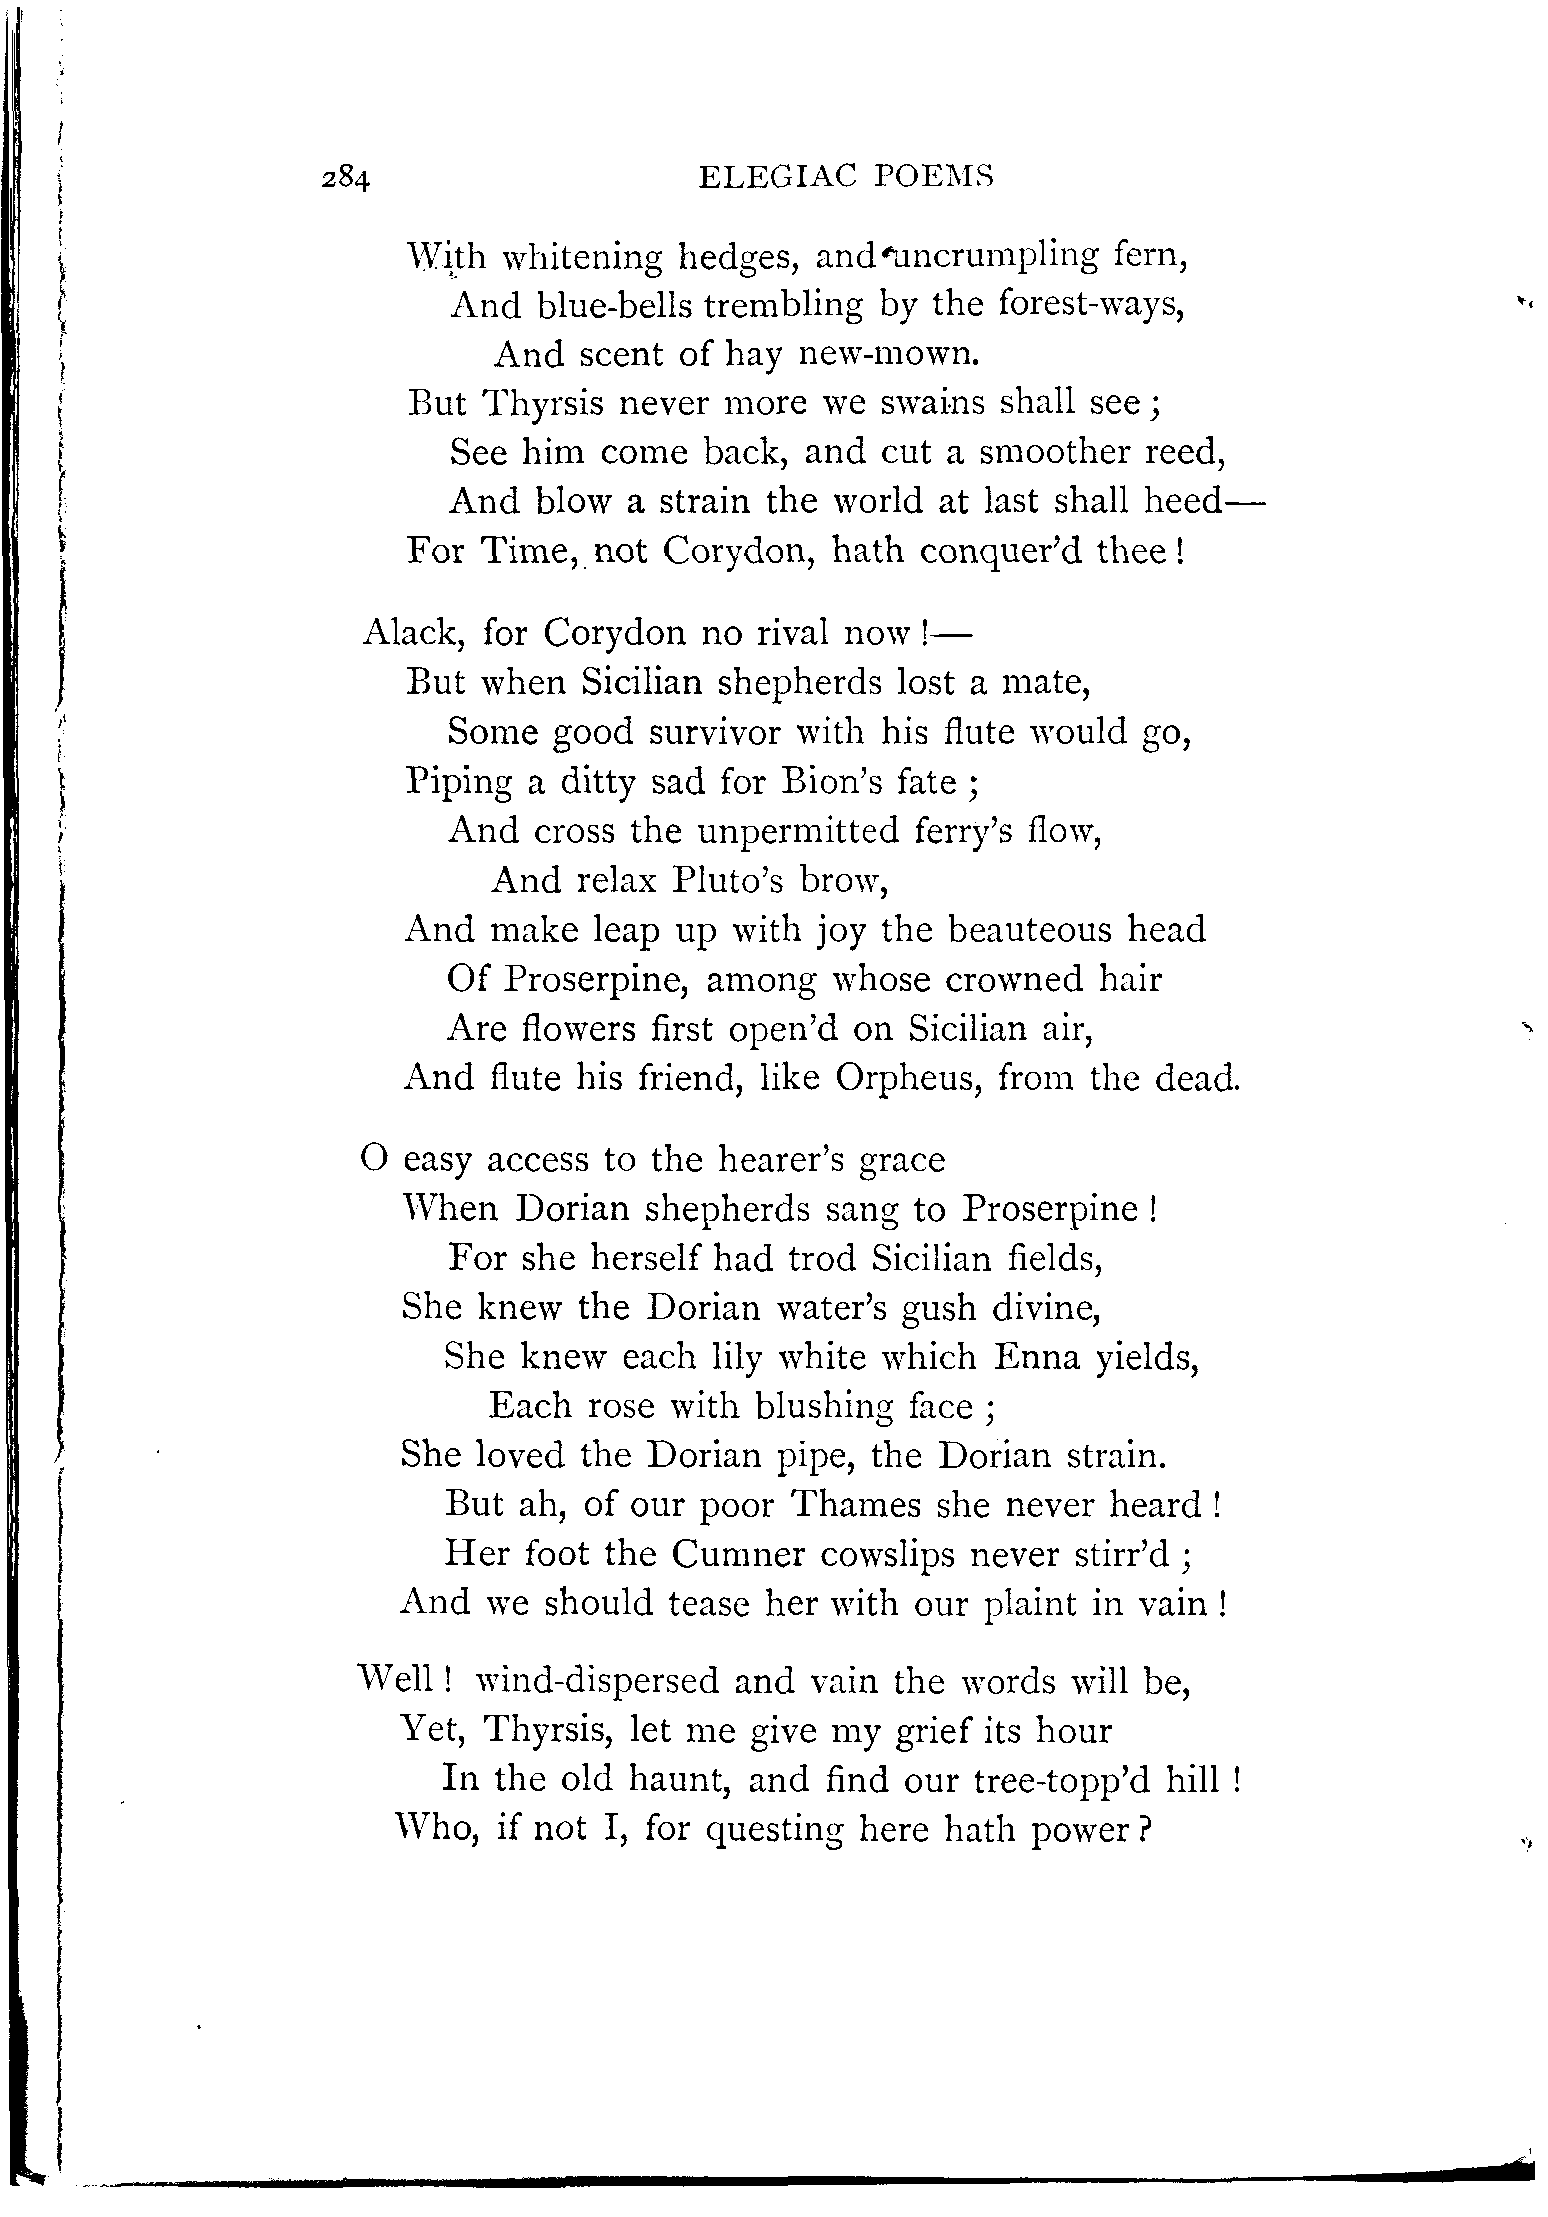 284 ELEGIAC POEMS
With whitening hedges, and uncrumpling fern,
And blue-bells trembling by the forest-ways,
And scent of hay new-mown.
But Thyrsis never more we swains shall see ;
See him come back, and cut a smoother reed,
And blow a strain the world at last shall heed—
For Time, not Corydon, hath conquer'd thee !
Alack, for Corydon no rival now !—
But when Sicilian shepherds lost a mate,
Some good survivor with his flute would go,
Piping a ditty sad for Bion's fate ;
And cross the unpermitted ferry's flow,
And relax Pluto's brow,
And make leap up with joy the beauteous head
Of Proserpine, among whose crowned hair
Are flowers first open'd on Sicilian air,
And flute his friend, like Orpheus, from the dead.
O easy access to the hearer's grace
When Dorian shepherds sang to Proserpine !
For she herself had trod Sicilian fields,
She knew the Dorian water's gush divine,
She knew each lily white which Enna yields,
Each rose with blushing face ;
She loved the Dorian pipe, the Dorian strain.
But ah, of our poor Thames she never heard !
Her foot the Cumner cowslips never stirr'd ;
And we should tease her with our plaint in vain !
Well ! wind-dispersed and vain the words will be,
Yet, Thyrsis, let me give my grief its hour
In the old haunt, and find our tree-topp'd hill !
Who, if not I, for questing here hath power ?